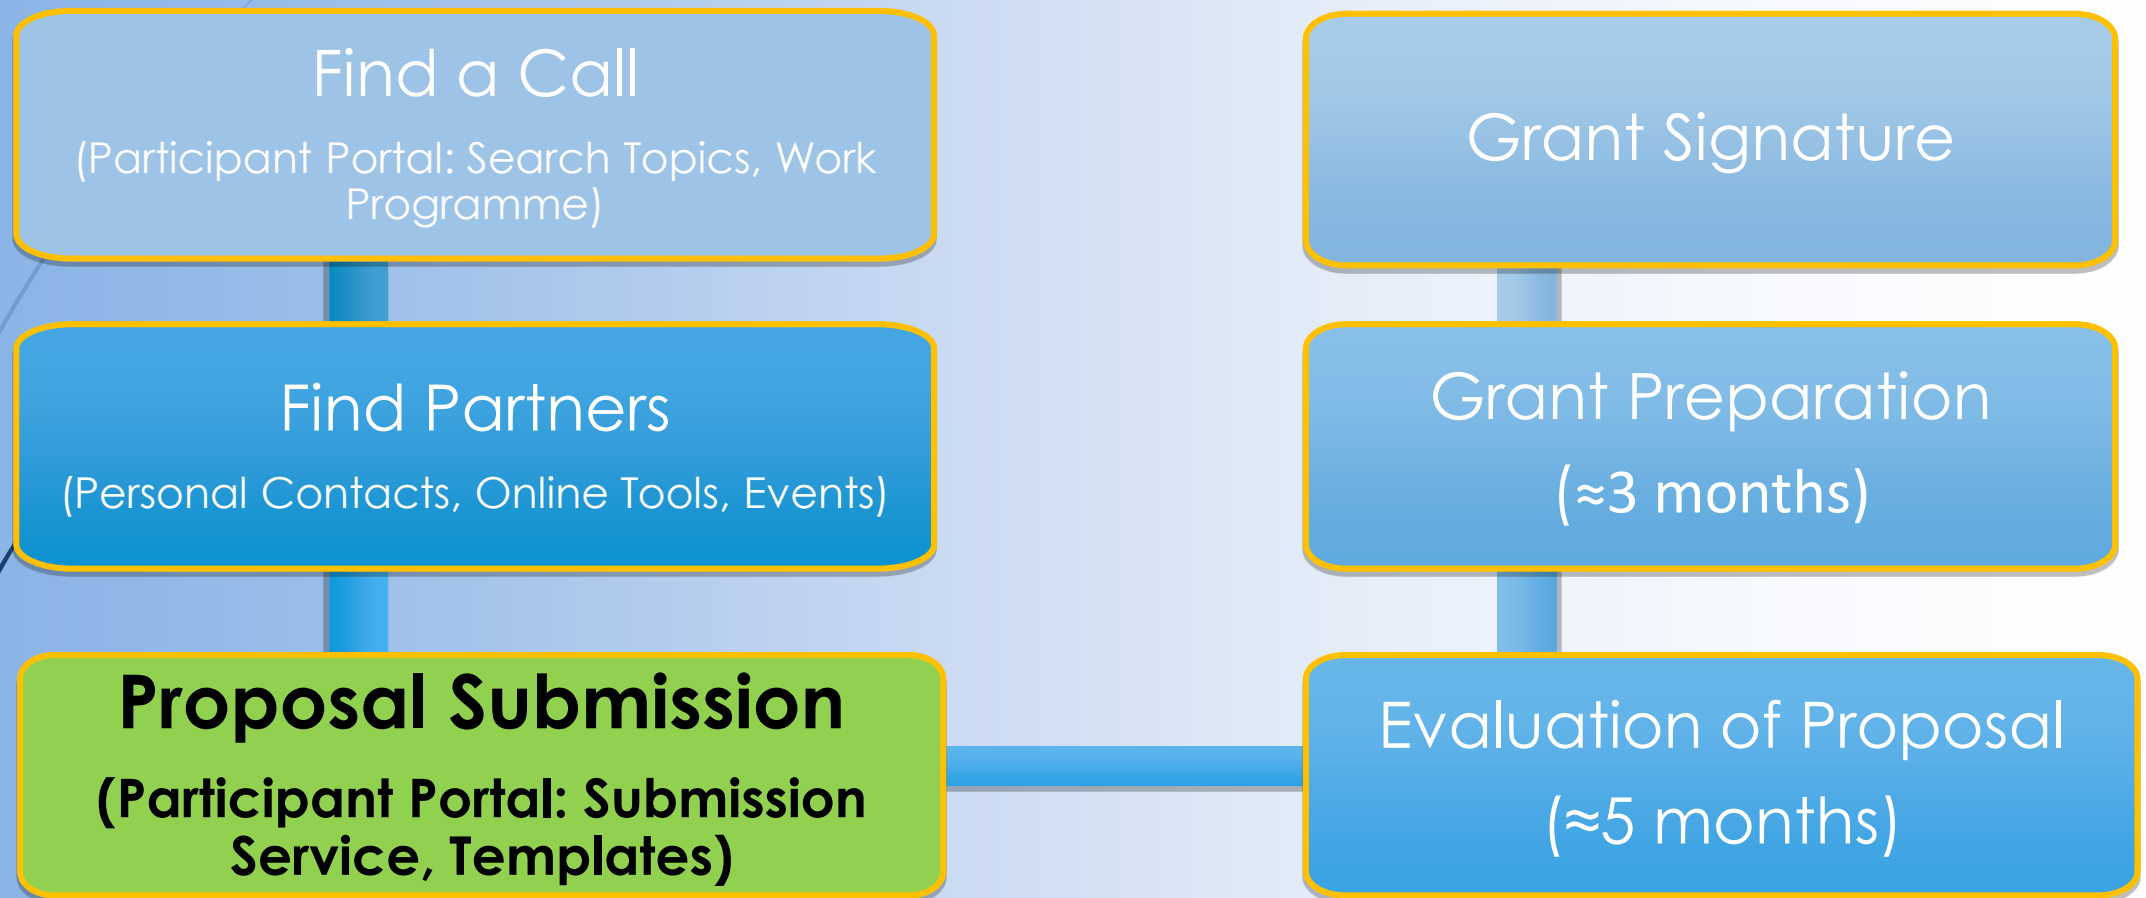 Find a Call
(Participant Portal: Search Topics, Work
Programme)
Find Partners
(Personal Contacts, Online Tools, Events)
Proposal Submission
(Participant Portal: Submission
Service, Templates)
Evaluation of Proposal
(≈5 months)
Grant Preparation
(≈3 months)
Grant Signature